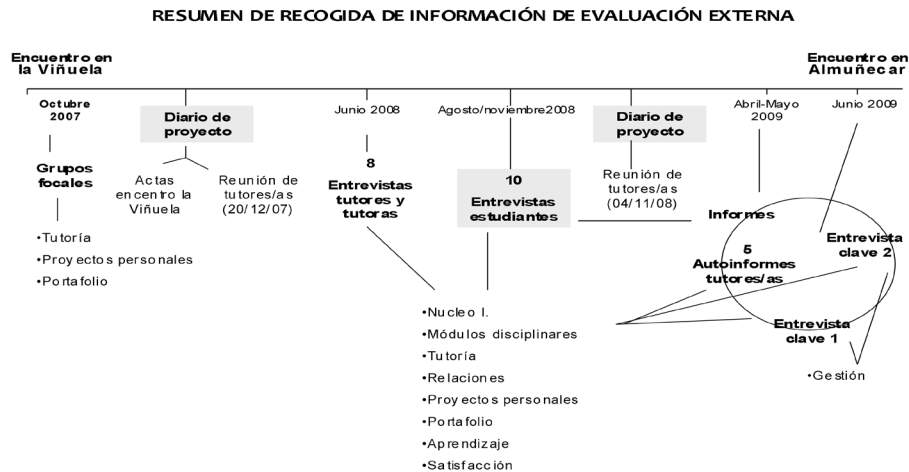 RESUMEN DE RECOGIDA DE INFORMACIÓN DE EVALUACIÓN EXTERNA
Encuentro en
la Viñuela
Encuentro en
Almuñecar
Octubre
2007
Diario de
proyecto
Junio 2008
Agosto/noviembre2008
Diario de
proyecto
Abril-Mayo
2009
Junio 2009
Grupos
focales
•Tutoría
•Proyectos personales
•Portafolio
Actas
encentro la
Viñuela
Reunión de
tutores/as
(20/12/07)
8
Entrevistas
tutores y
tutoras
10
Entrevistas
estudiantes
Reunión de
tutores/as
(04/11/08)
Informes
5
Autoinformes
tutores/as
Entrevista
clave 2
Entrevista
clave 1
•Gestión
•Nucleo I.
•Módulos disciplinares
•Tutoría
•Relaciones
•Proyectos personales
•Portafolio
•Aprendizaje
•Satisfacción